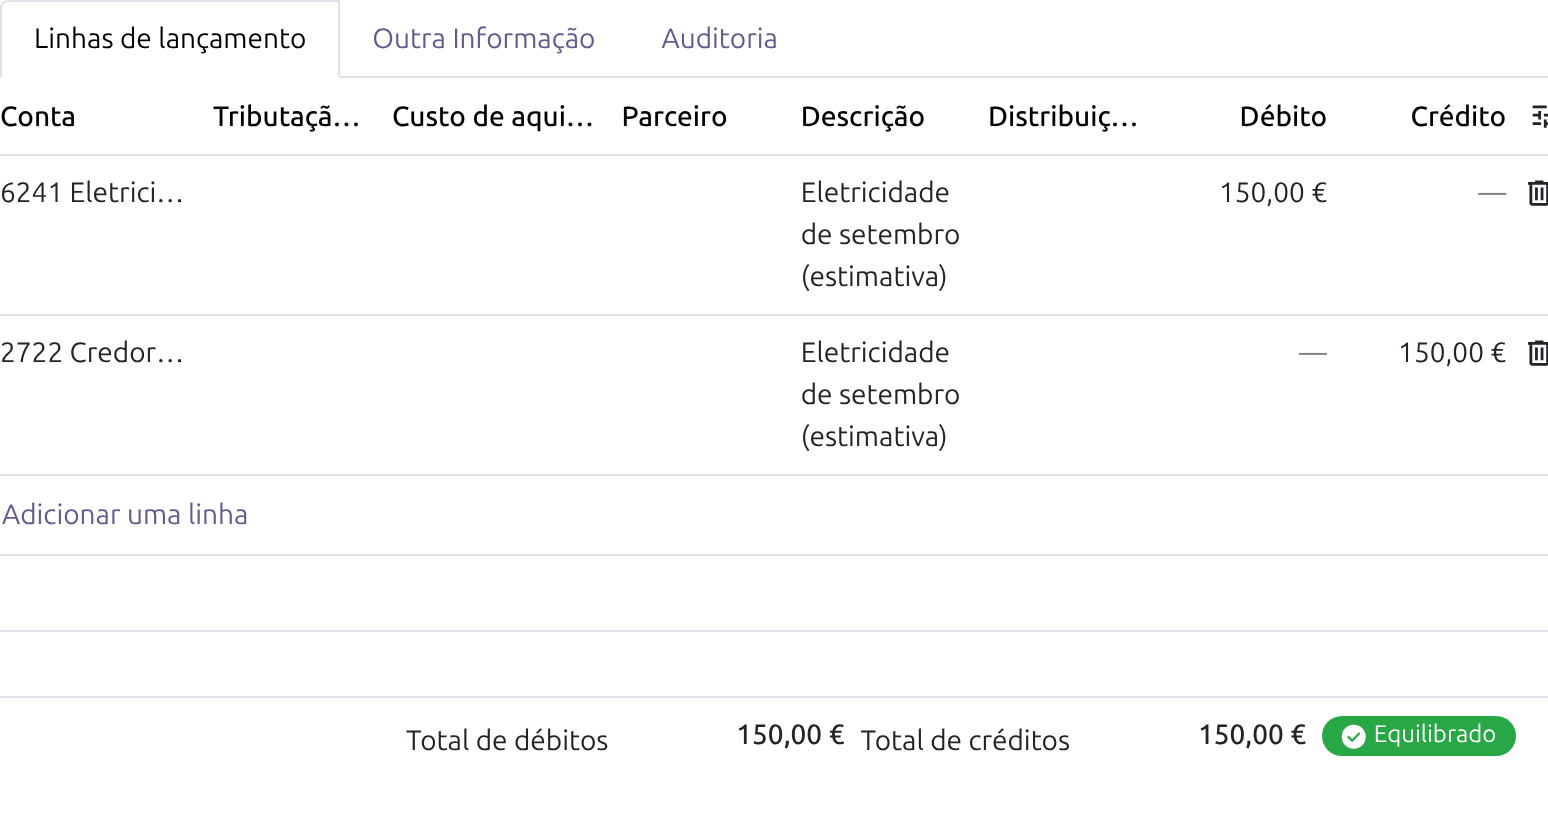 Linhas de lançamento Outra Informação Auditoria
Conta Tributaçã... Custo de aqui... Parceiro Descrição Distribuiç... Débito Crédito
6241 Eletrici... Eletricidade 150,00 € —
de setembro
(estimativa)
2722 Credor... Eletricidade — 150,00 €
de setembro
(estimativa)
Adicionar uma linha
Total de débitos 150,00 € Total de créditos 150,00 € Equilibrado